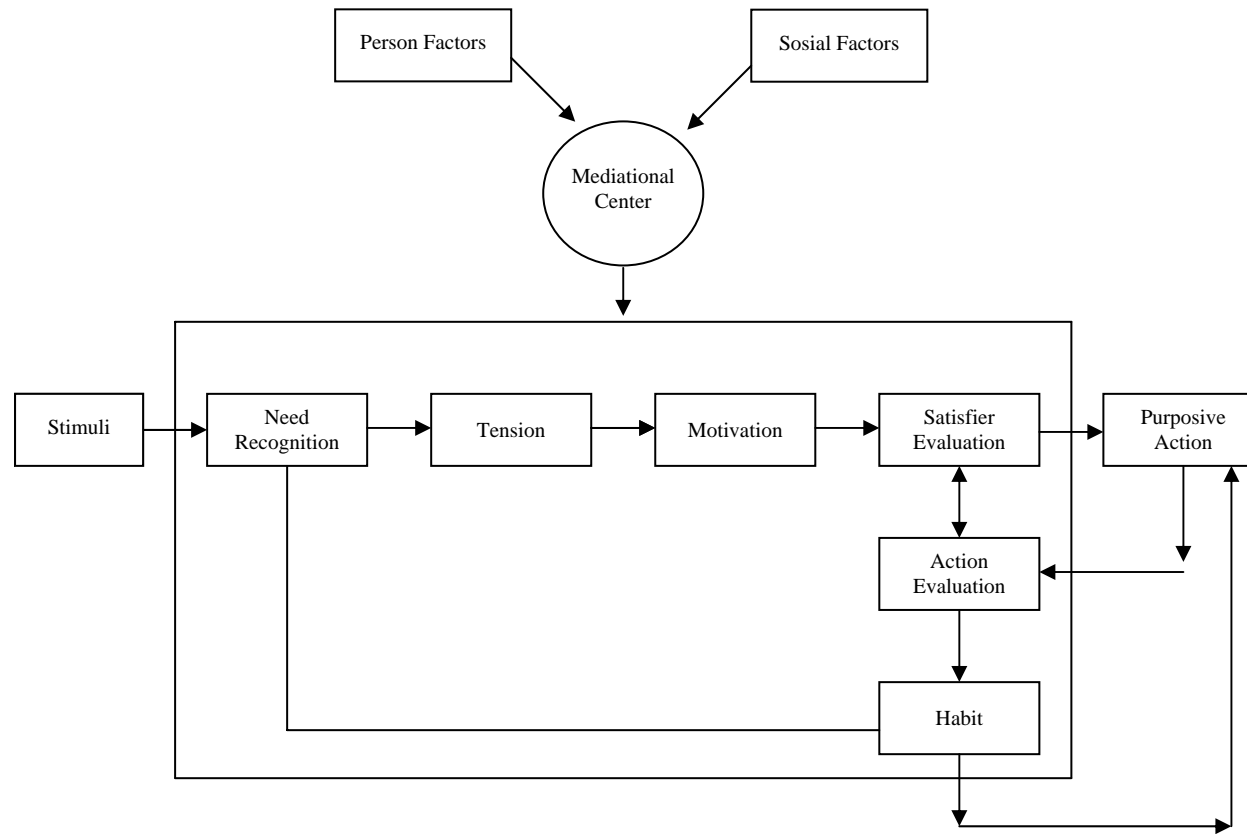 Person Factors
Sosial Factors
Mediational
Center
Stimuli
Need
Recognition
Tension
Motivation
Satisfier
Evaluation
Purposive
Action
Action
Evaluation
Habit